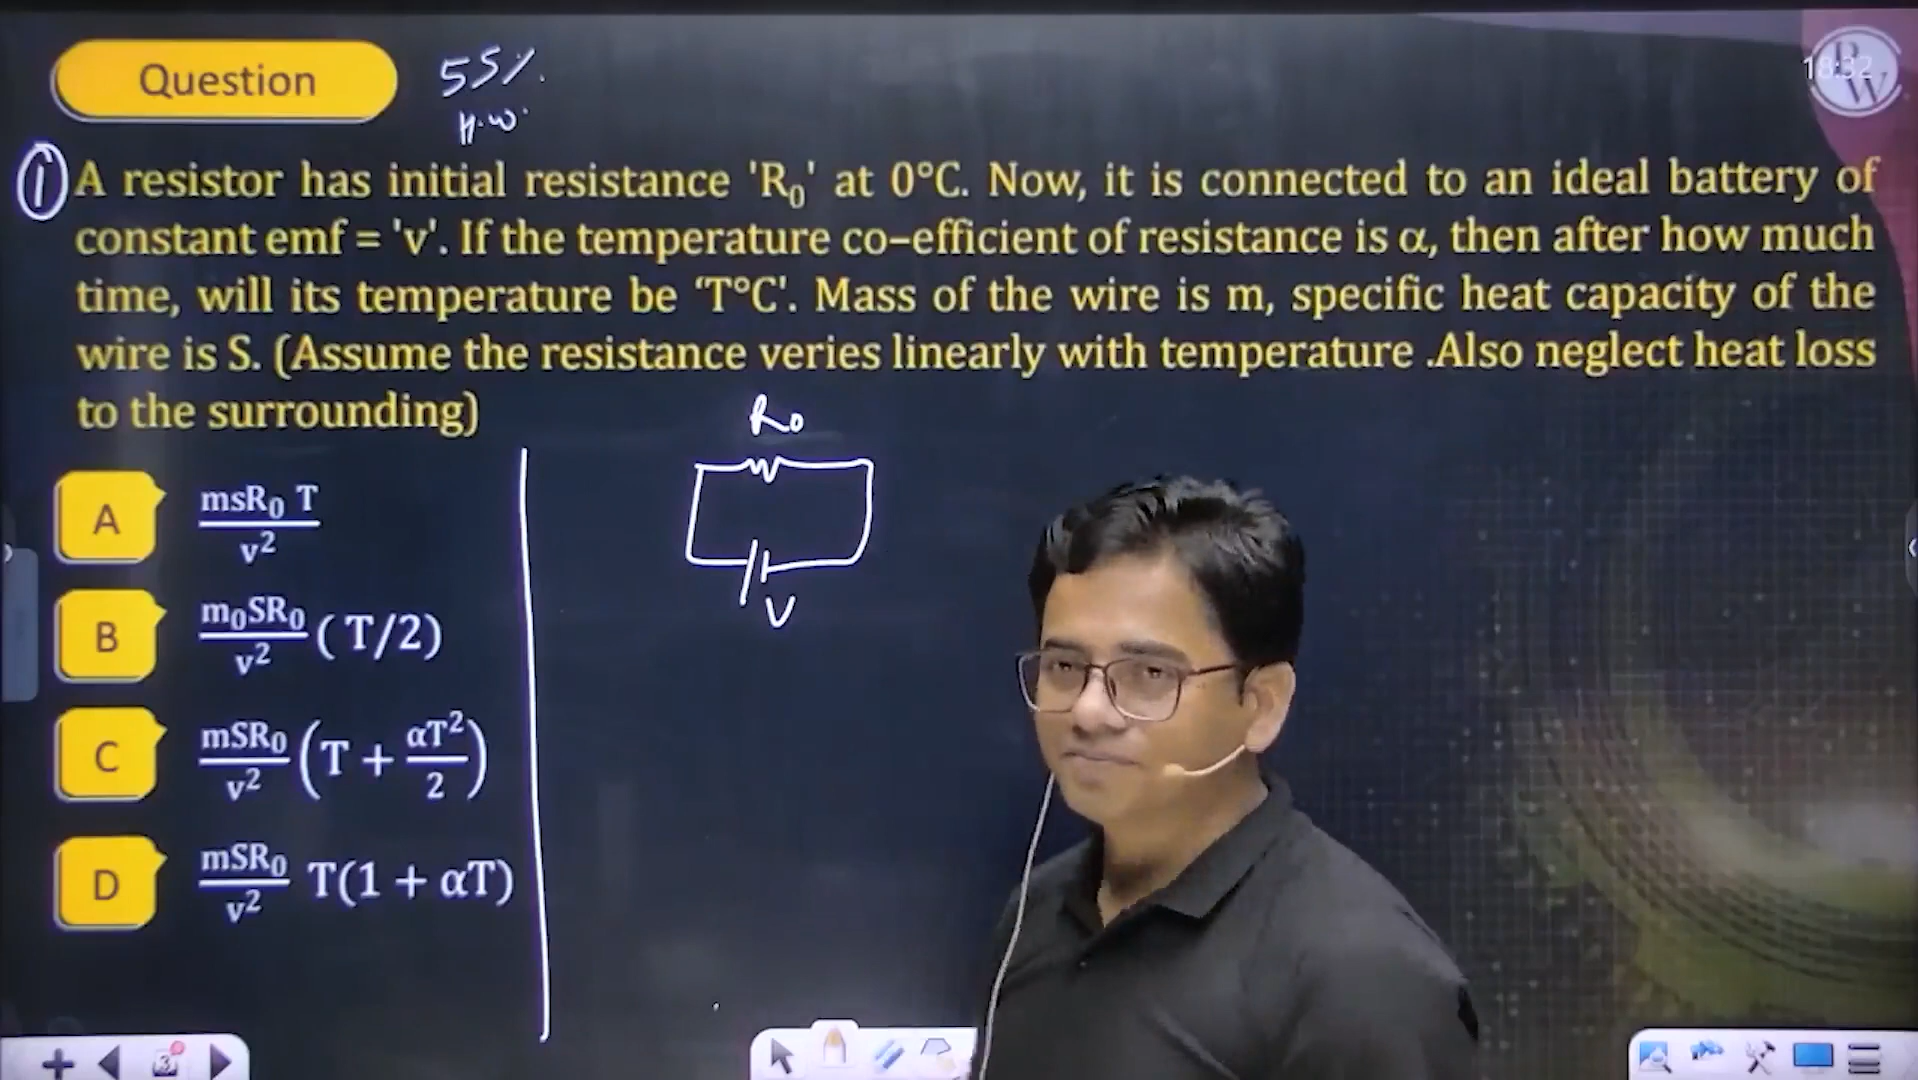 Question
55%.
H.W.
18:32
PW
① A resistor has initial resistance 'R₀' at 0°C. Now, it is connected to an ideal battery of
constant emf = 'v'. If the temperature co-efficient of resistance is α, then after how much
time, will its temperature be ‘T°C'. Mass of the wire is m, specific heat capacity of the
wire is S. (Assume the resistance veries linearly with temperature .Also neglect heat loss
to the surrounding)
R₀
V
A msR₀ T / v²
B m₀SR₀ / v² ( T/2)
C mSR₀ / v² (T + αT² / 2)
D mSR₀ / v² T(1 + αT)